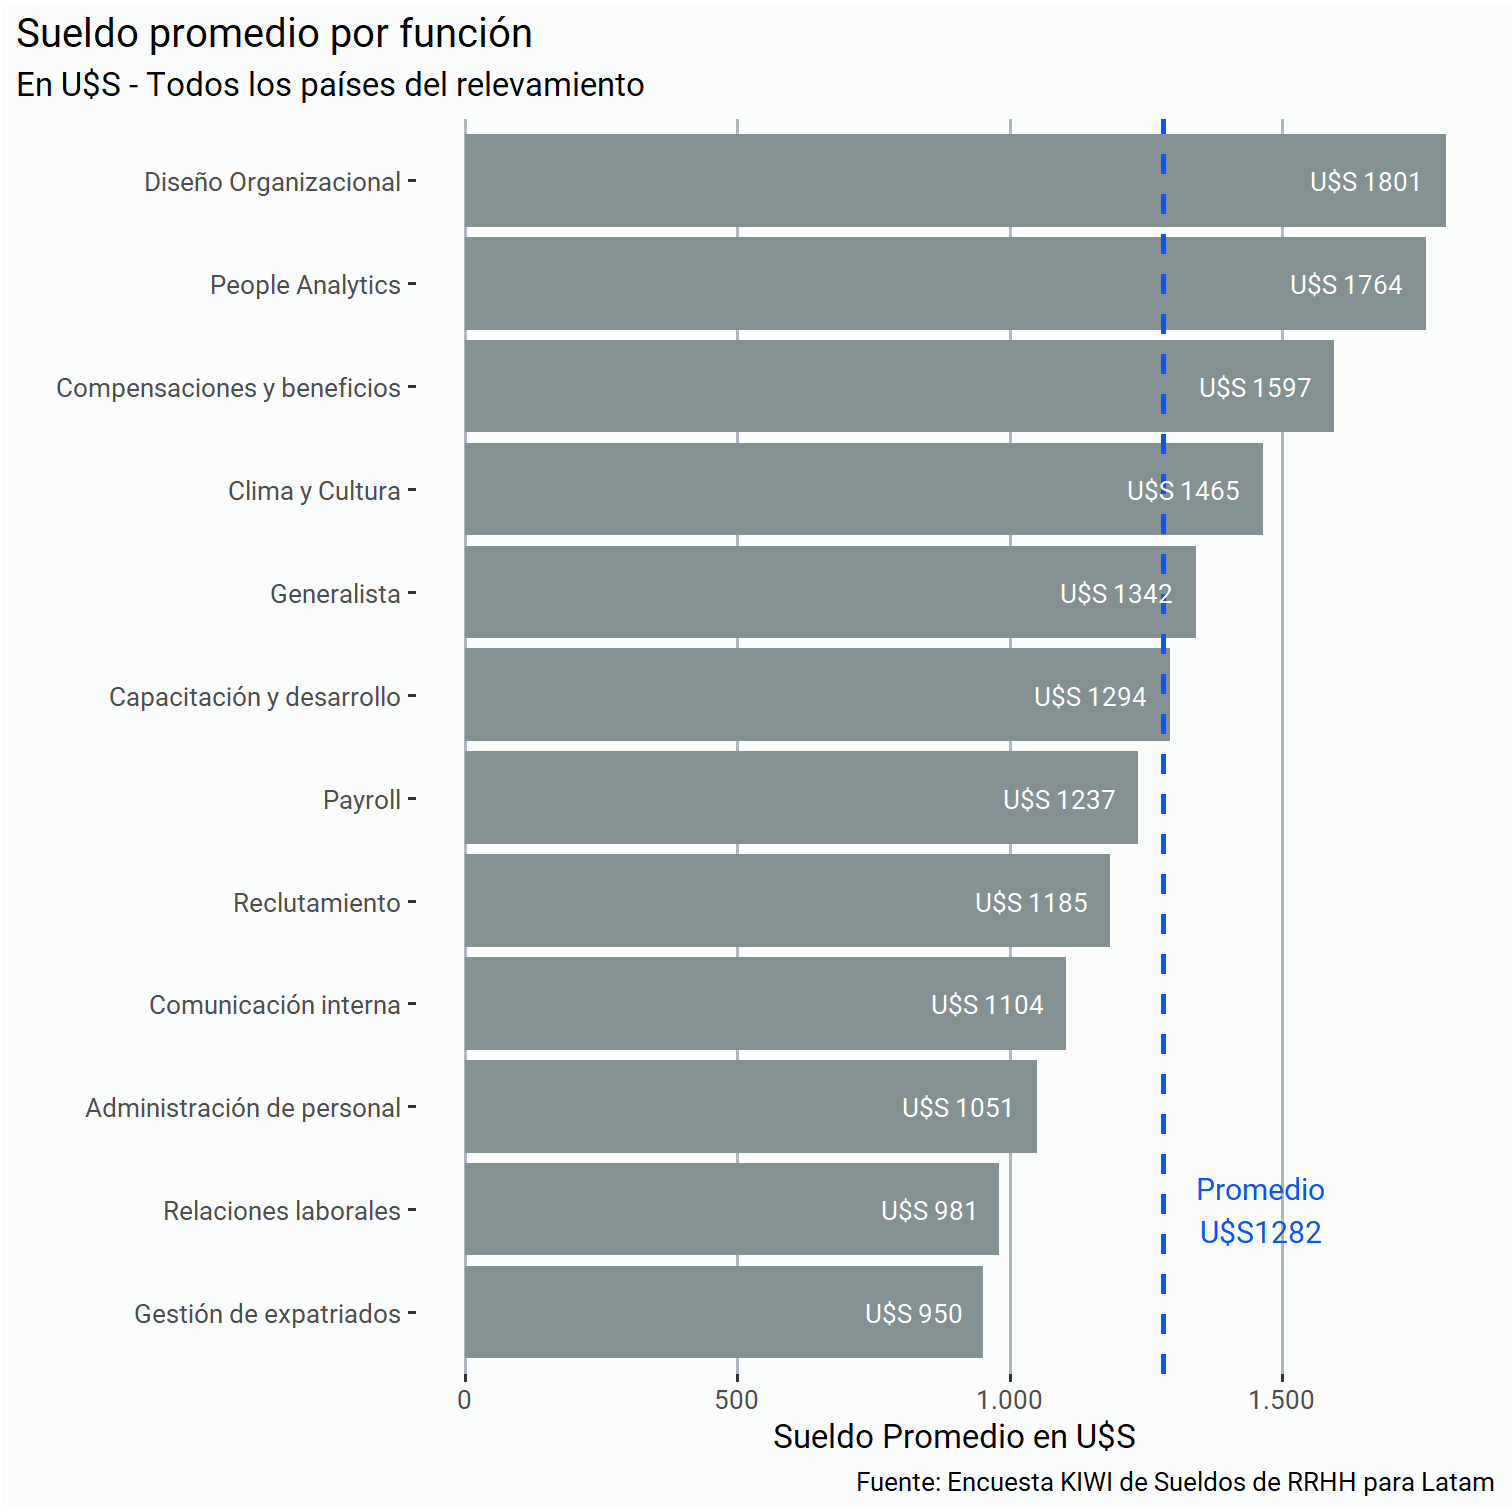 Sueldo promedio por función
En U$S - Todos los países del relevamiento
Diseño Organizacional
U$S 1801
People Analytics
U$S 1764
Compensaciones y beneficios
U$S 1597
Clima y Cultura
U$S 1465
Generalista
U$S 1342
Capacitación y desarrollo
U$S 1294
Payroll
U$S 1237
Reclutamiento
U$S 1185
Comunicación interna
U$S 1104
Administración de personal
U$S 1051
Relaciones laborales
U$S 981
Promedio
U$S1282
Gestión de expatriados
U$S 950
0 500 1.000 1.500
Sueldo Promedio en U$S
Fuente: Encuesta KIWI de Sueldos de RRHH para Latam